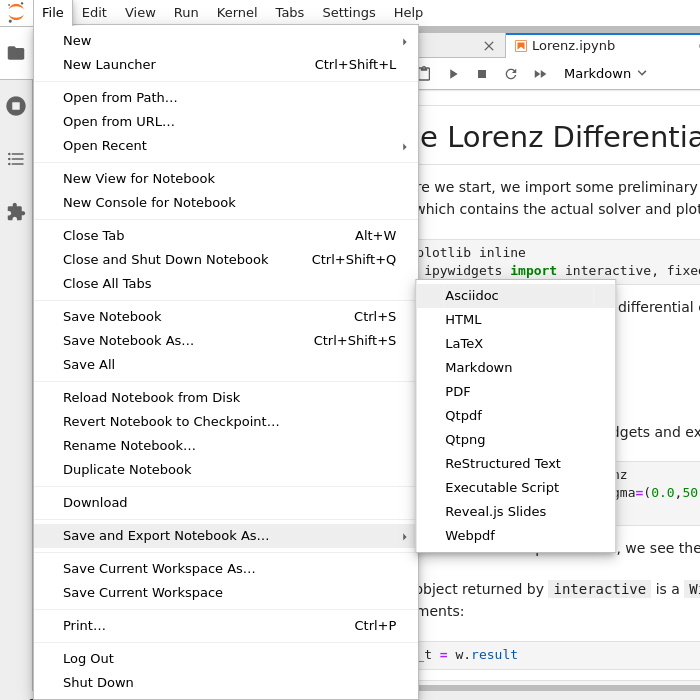 File Edit View Run Kernel Tabs Settings Help
New
New Launcher Ctrl+Shift+L
Open from Path…
Open from URL…
Open Recent
New View for Notebook
New Console for Notebook
Close Tab Alt+W
Close and Shut Down Notebook Ctrl+Shift+Q
Close All Tabs
Save Notebook Ctrl+S
Save Notebook As… Ctrl+Shift+S
Save All
Reload Notebook from Disk
Revert Notebook to Checkpoint…
Rename Notebook…
Duplicate Notebook
Download
Save and Export Notebook As…
Save Current Workspace As…
Save Current Workspace
Print… Ctrl+P
Log Out
Shut Down
Asciidoc
HTML
LaTeX
Markdown
PDF
Qtpdf
Qtpng
ReStructured Text
Executable Script
Reveal.js Slides
Webpdf
Lorenz.ipynb
Markdown
e Lorenz Differentia
re we start, we import some preliminary
which contains the actual solver and plot
plotlib inline
ipywidgets import interactive, fixe
differential
dgets and ex
nz
gma=(0.0,50
, we see the
object returned by interactive is a W
ments:
_t = w.result